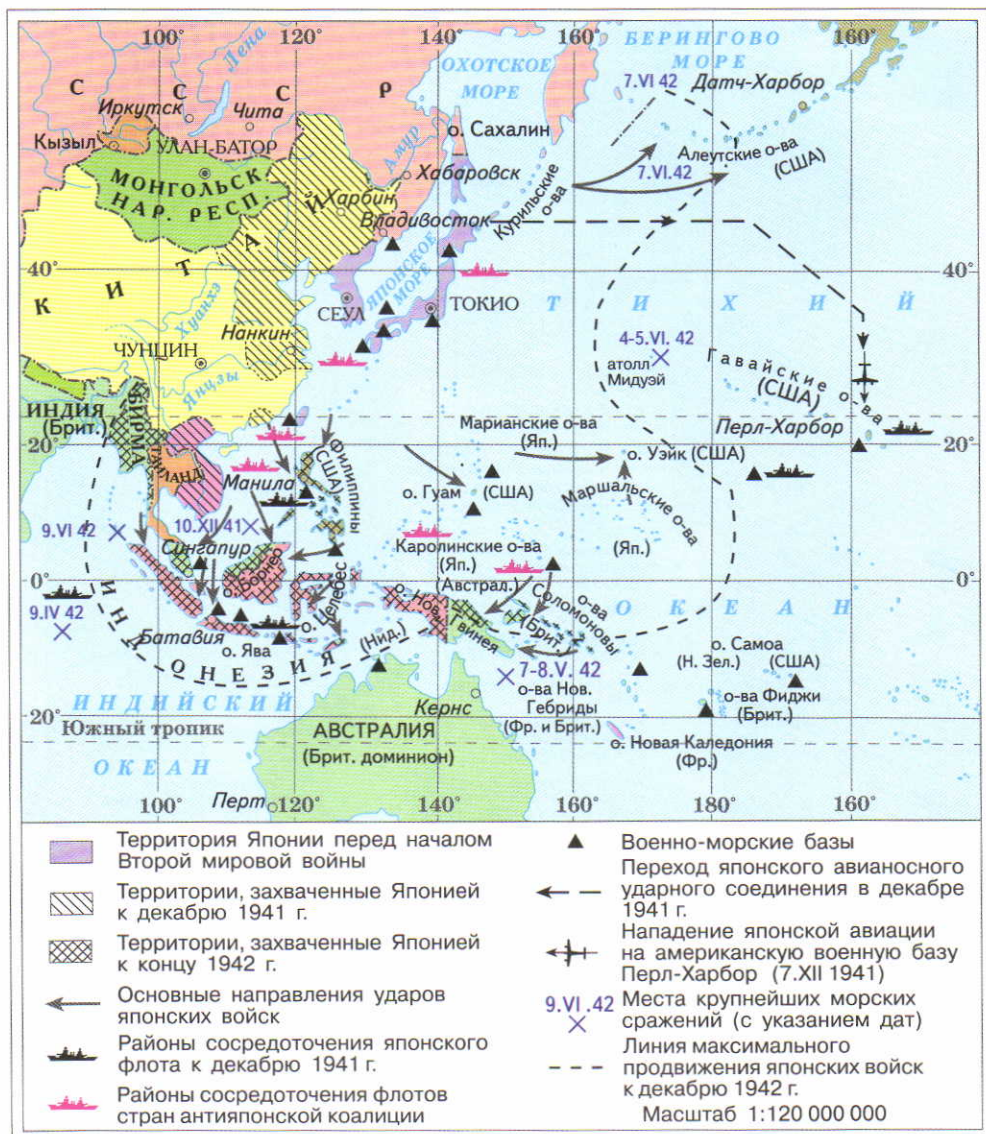 100°
120°
140°
160°
180°
160°
БЕРИНГОВО
МОРЕ
ОХОТСКОЕ
МОРЕ
7.VI 42
Датч-Харбор
Лена
С С С Р
Иркутск
Чита
Кызыл
УЛАН-БАТОР
о. Сахалин
Амур
Хабаровск
Алеутские о-ва
(США)
7.VI.42
МОНГОЛЬСК.
НАР. РЕСП.
Харбин
Владивосток
Курильские
о-ва
КИТАЙ
40°
40°
ЯПОНСКОЕ
МОРЕ
СЕУЛ
ТОКИО
Т И Х И Й
Хуанхэ
Нанкин
ЧУНЦИН
Янцзы
4-5.VI. 42
атолл
Мидуэй
Гавайские
о-ва
(США)
ИНДИЯ
(Брит.)
БИРМА
20°
20°
Марианские о-ва
(Яп.)
Перл-Харбор
о. Уэйк (США)
ТАИЛАНД
Манила
Филиппины
(США)
о. Гуам
(США)
Маршальские о-ва
(Яп.)
9.VI 42
10.XII 41
Сингапур
Каролинские о-ва
(Яп.)
(Австрал.)
0°
0°
о. Борнео
о. Целебес
о. Нов.
Гвинея
о-ва
Соломоновы
(Брит.)
О К Е А Н
9.IV 42
Батавия
о. Ява
(Нид.)
ИНДОНЕЗИЯ
о. Самоа
(Н. Зел.)
(США)
7-8.V. 42
о-ва Нов.
Гебриды
(Фр. и Брит.)
о-ва Фиджи
(Брит.)
ИНДИЙСКИЙ
20°
20°
Кернс
Южный тропик
АВСТРАЛИЯ
(Брит. доминион)
о. Новая Каледония
(Фр.)
ОКЕАН
Перт
100°
120°
140°
160°
180°
160°
Территория Японии перед началом
Второй мировой войны
Территории, захваченные Японией
к декабрю 1941 г.
Территории, захваченные Японией
к концу 1942 г.
Основные направления ударов
японских войск
Районы сосредоточения японского
флота к декабрю 1941 г.
Районы сосредоточения флотов
стран антияпонской коалиции
Военно-морские базы
Переход японского авианосного
ударного соединения в декабре
1941 г.
Нападение японской авиации
на американскую военную базу
Перл-Харбор (7.XII 1941)
9.VI.42
Места крупнейших морских
сражений (с указанием дат)
Линия максимального
продвижения японских войск
к декабрю 1942 г.
Масштаб 1:120 000 000